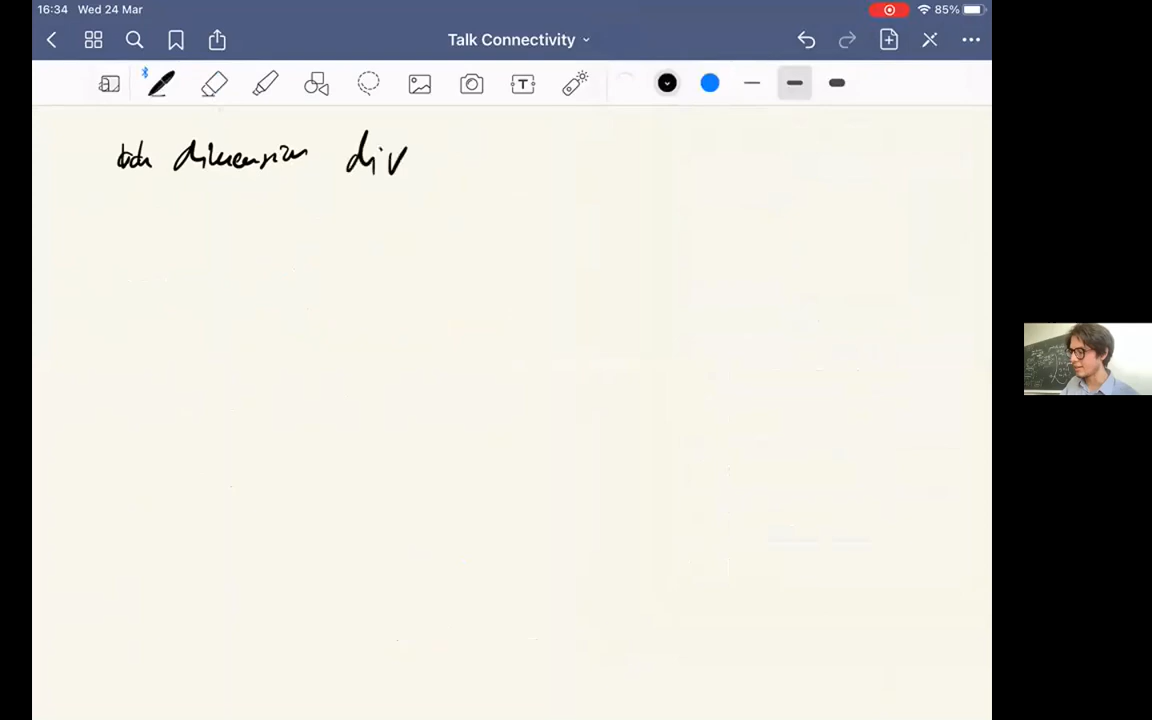 16:34 Wed 24 Mar 85%
Talk Connectivity
T
dimension div